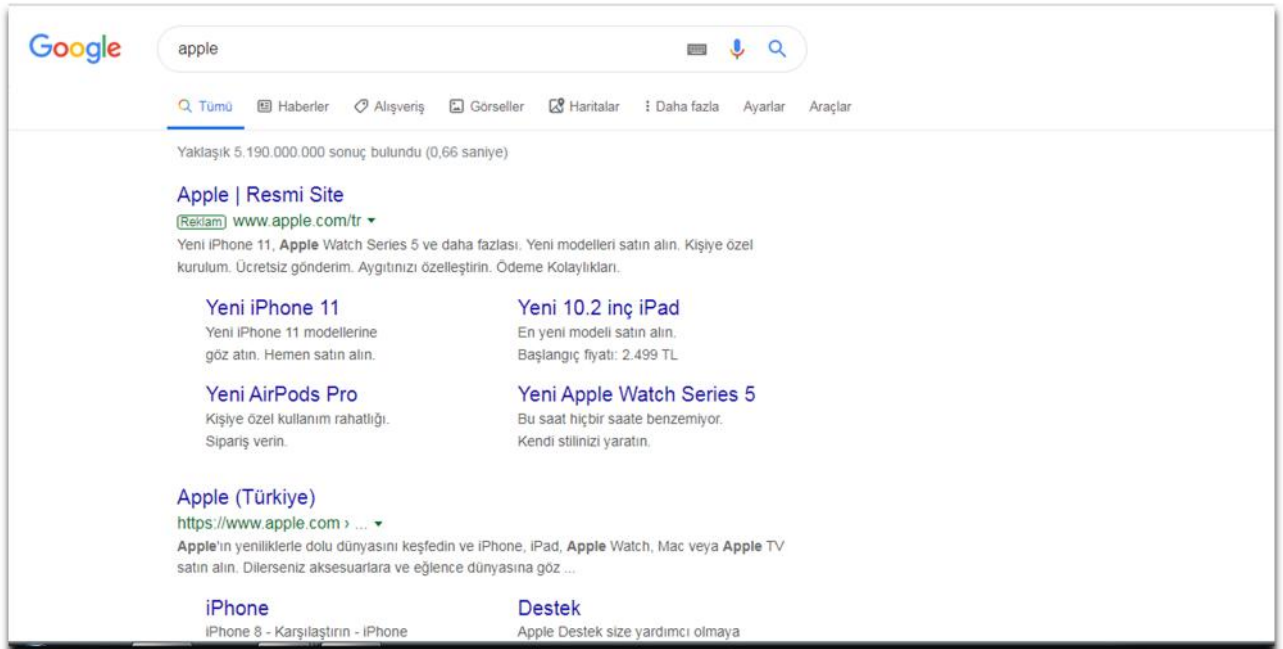 Google
apple
Tümü Haberler Alışveriş Görseller Haritalar Daha fazla Ayarlar Araçlar
Yaklaşık 5.190.000.000 sonuç bulundu (0,66 saniye)
Apple | Resmi Site
Reklam www.apple.com/tr
Yeni iPhone 11, Apple Watch Series 5 ve daha fazlası. Yeni modelleri satın alın. Kişiye özel
kurulum. Ücretsiz gönderim. Aygıtınızı özelleştirin. Ödeme Kolaylıkları.
Yeni iPhone 11
Yeni iPhone 11 modellerine
göz atın. Hemen satın alın.
Yeni 10.2 inç iPad
En yeni modeli satın alın.
Başlangıç fiyatı: 2.499 TL
Yeni AirPods Pro
Kişiye özel kullanım rahatlığı.
Sipariş verin.
Yeni Apple Watch Series 5
Bu saat hiçbir saate benzemiyor.
Kendi stilinizi yaratın.
Apple (Türkiye)
https://www.apple.com › ...
Apple'ın yeniliklerle dolu dünyasını keşfedin ve iPhone, iPad, Apple Watch, Mac veya Apple TV
satın alın. Dilerseniz aksesuarlara ve eğlence dünyasına göz ...
iPhone
iPhone 8 - Karşılaştırın - iPhone
Destek
Apple Destek size yardımcı olmaya